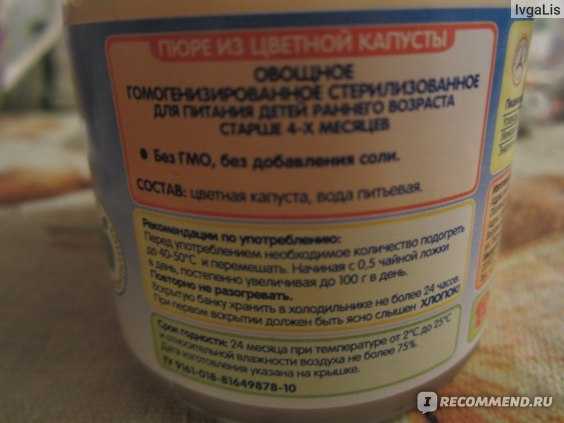 IvgaLis
ПЮРЕ ИЗ ЦВЕТНОЙ КАПУСТЫ
ОВОЩНОЕ
ГОМОГЕНИЗИРОВАННОЕ СТЕРИЛИЗОВАННОЕ
ДЛЯ ПИТАНИЯ ДЕТЕЙ РАННЕГО ВОЗРАСТА
СТАРШЕ 4-Х МЕСЯЦЕВ
• Без ГМО, без добавления соли.
СОСТАВ: цветная капуста, вода питьевая.
Рекомендации по употреблению:
Перед употреблением необходимое количество подогреть
до 40-50°С и перемешать. Начиная с 0,5 чайной ложки
в день, постепенно увеличивая до 100 г в день.
Повторно не разогревать.
Вскрытую банку хранить в холодильнике не более 24 часов.
При первом вскрытии должен быть ясно слышен ХЛОПОК!
Срок годности: 24 месяца при температуре от 2°С до 25°С
и относительной влажности воздуха не более 75%.
Дата изготовления указана на крышке.
ТУ 9161-018-81649878-10
IRECOMMEND.RU